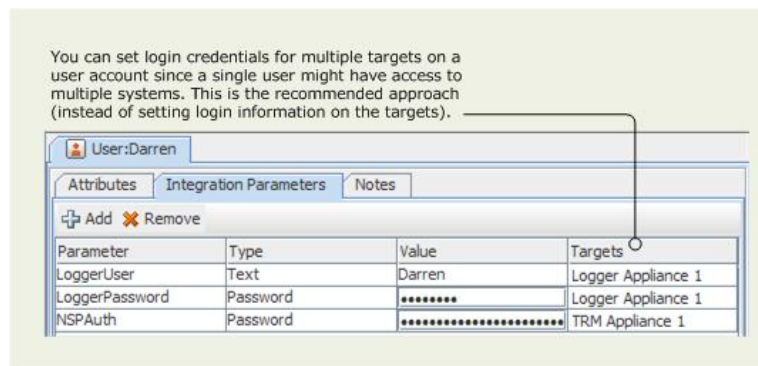 You can set login credentials for multiple targets on a
user account since a single user might have access to
multiple systems. This is the recommended approach
(instead of setting login information on the targets).
User:Darren
Attributes Integration Parameters Notes
Add Remove
Parameter Type Value Targets
LoggerUser Text Darren Logger Appliance 1
LoggerPassword Password •••••••• Logger Appliance 1
NSPAuth Password ••••••••••••••••••••••• TRM Appliance 1